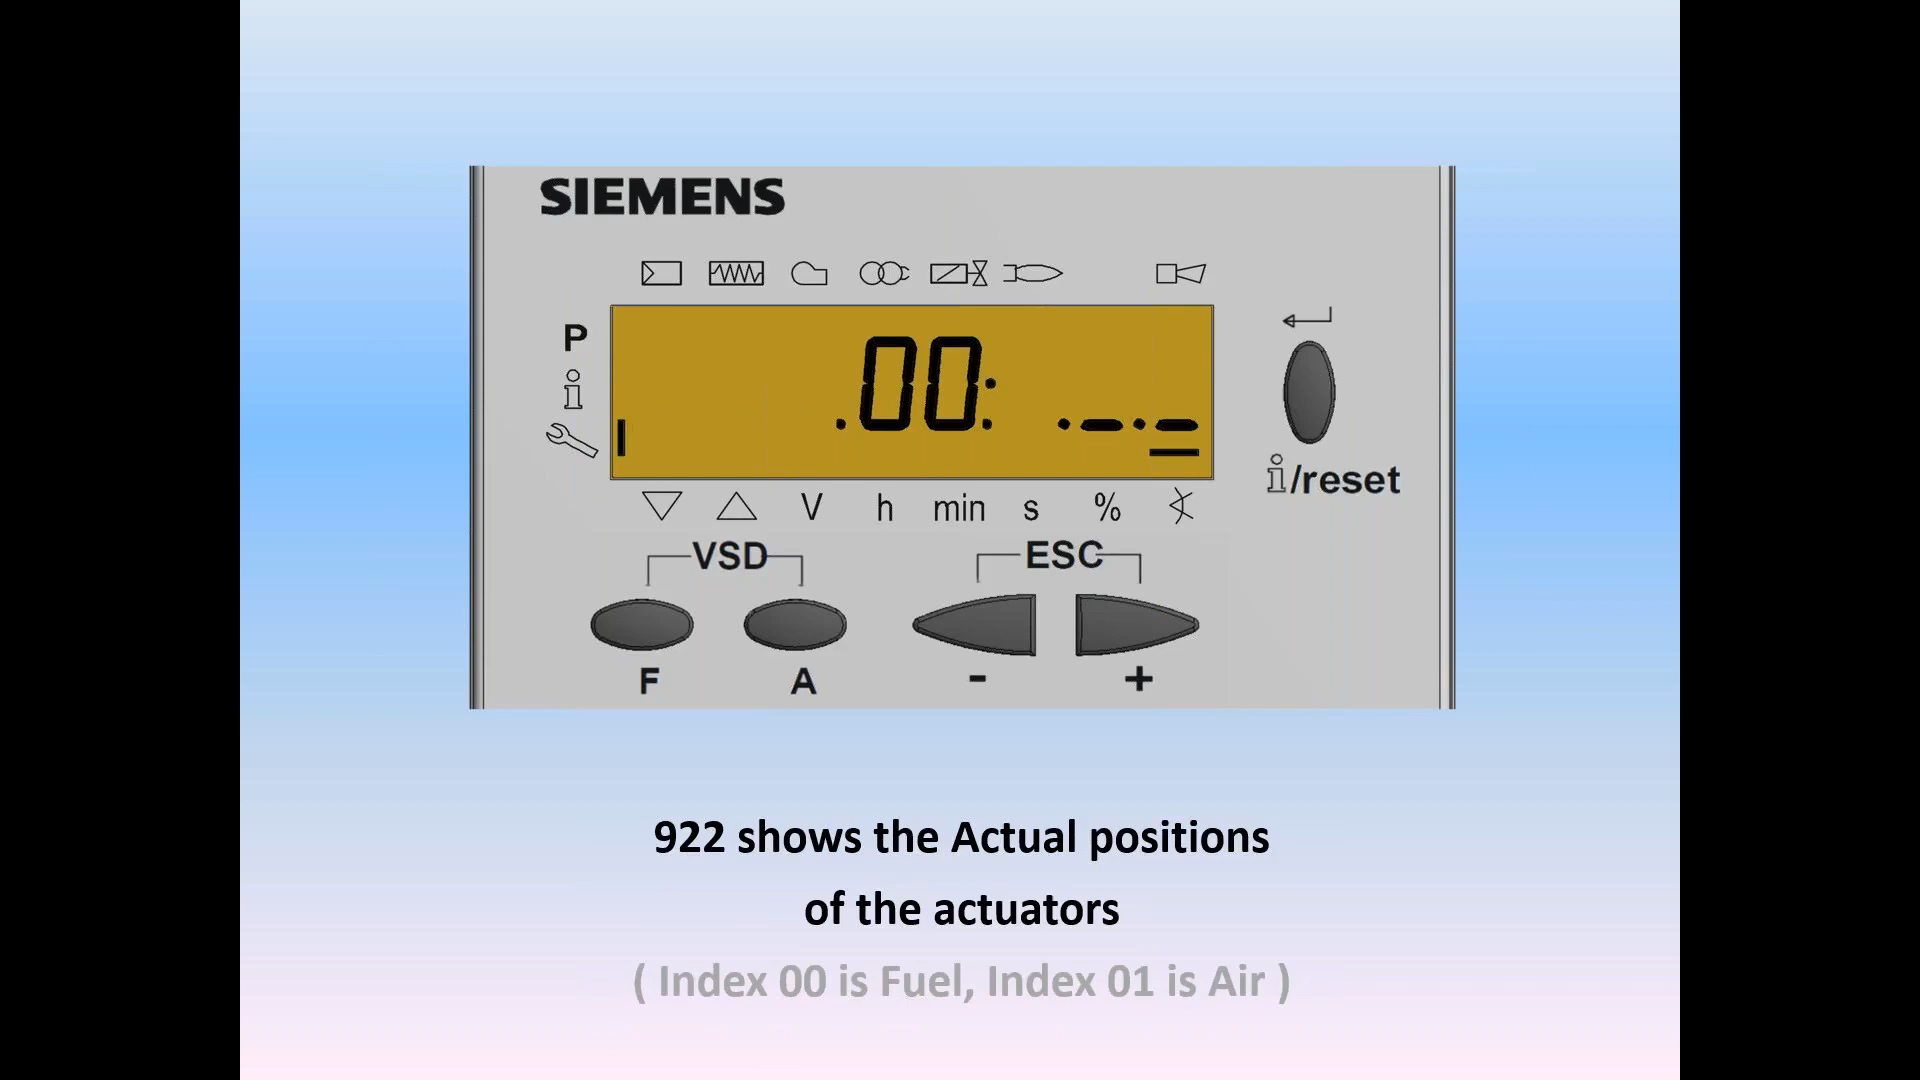 SIEMENS
P
i
.00: .-.-
V h min s %
i/reset
VSD
ESC
F A - +
922 shows the Actual positions
of the actuators
( Index 00 is Fuel, Index 01 is Air )